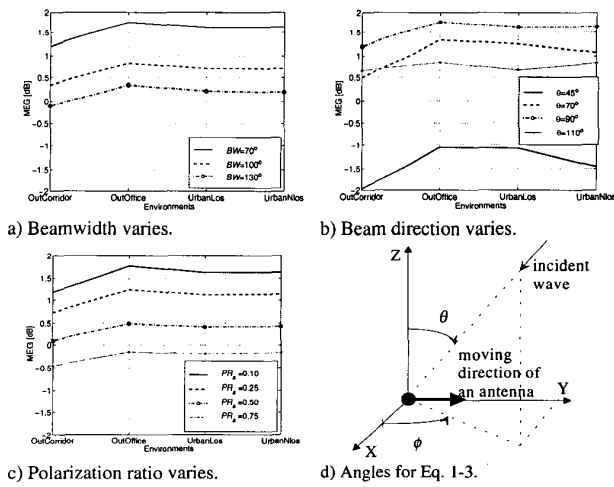 2
1.5
1
0.5
0
-0.5
-1
-1.5
-2
MEG [dB]
BW=70°
BW=100°
BW=130°
OutCorridor OutOffice UrbanLos UrbanNlos
Environments
a) Beamwidth varies.
2
1.5
1
0.5
0
-0.5
-1
-1.5
-2
MEG [dB]
θ=45°
θ=70°
θ=90°
θ=110°
OutCorridor OutOffice UrbanLos UrbanNlos
Environments
b) Beam direction varies.
2
1.5
1
0.5
0
-0.5
-1
-1.5
-2
MEG [dB]
PRa=0.10
PRa=0.25
PRa=0.50
PRa=0.75
OutCorridor OutOffice UrbanLos UrbanNlos
Environments
c) Polarization ratio varies.
Z
incident
wave
θ
moving
direction of
an antenna
Y
X
ϕ
d) Angles for Eq. 1-3.